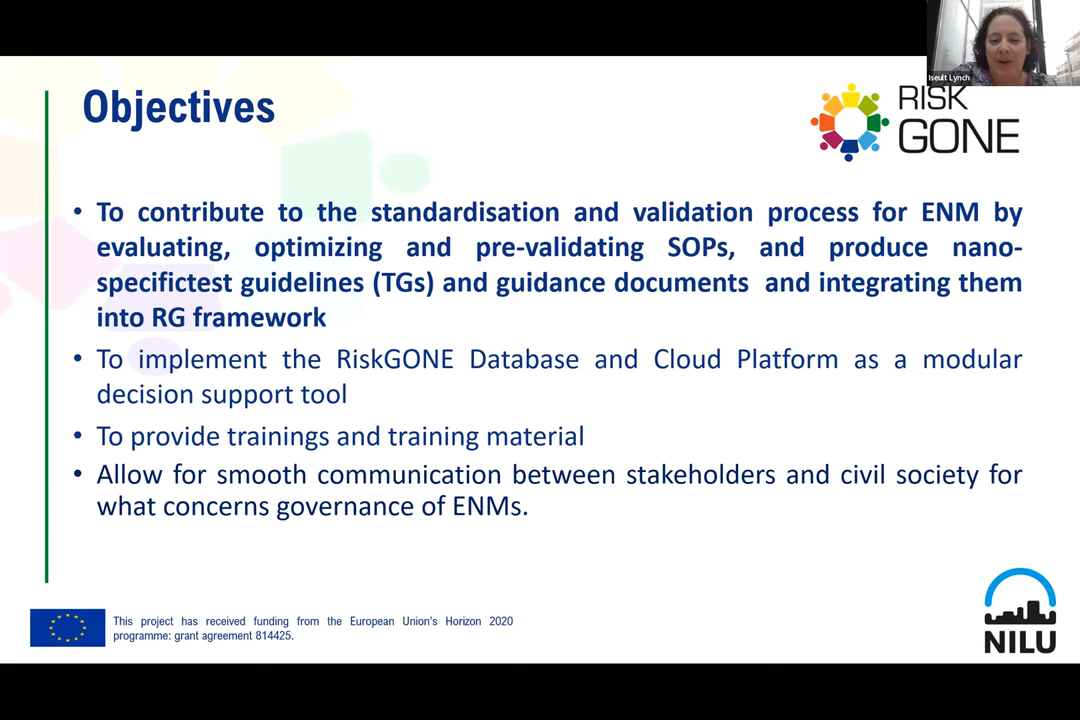 Iseult Lynch
Objectives
RISK
GONE
• To contribute to the standardisation and validation process for ENM by
evaluating, optimizing and pre-validating SOPs, and produce nano-
specifictest guidelines (TGs) and guidance documents and integrating them
into RG framework
• To implement the RiskGONE Database and Cloud Platform as a modular
decision support tool
• To provide trainings and training material
• Allow for smooth communication between stakeholders and civil society for
what concerns governance of ENMs.
This project has received funding from the European Union's Horizon 2020
programme: grant agreement 814425.
NILU